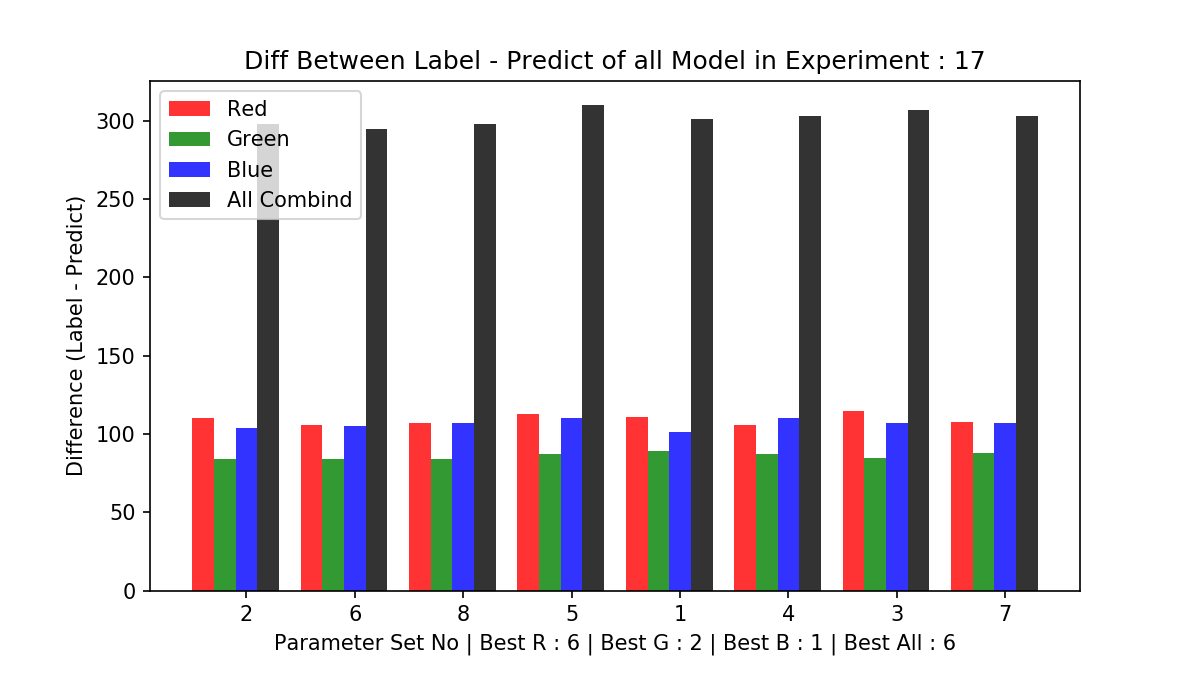 Diff Between Label - Predict of all Model in Experiment : 17
Red
Green
Blue
All Combind
300
250
200
150
100
50
0
Difference (Label - Predict)
2 6 8 5 1 4 3 7
Parameter Set No | Best R : 6 | Best G : 2 | Best B : 1 | Best All : 6